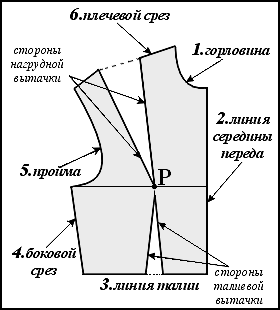 6.плечевой срез
стороны
нагрудной
вытачки
1.горловина
2.линия
середины
переда
5.пройма
P
4.боковой
срез
3.линия талии
стороны
талиевой
вытачки